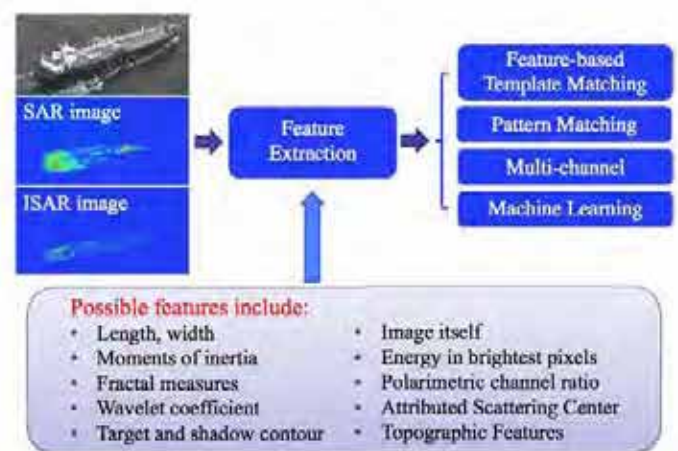 SAR image
ISAR image
Feature
Extraction
Feature-based
Template Matching
Pattern Matching
Multi-channel
Machine Learning
Possible features include:
• Length, width
• Moments of inertia
• Fractal measures
• Wavelet coefficient
• Target and shadow contour
• Image itself
• Energy in brightest pixels
• Polarimetric channel ratio
• Attributed Scattering Center
• Topographic Features